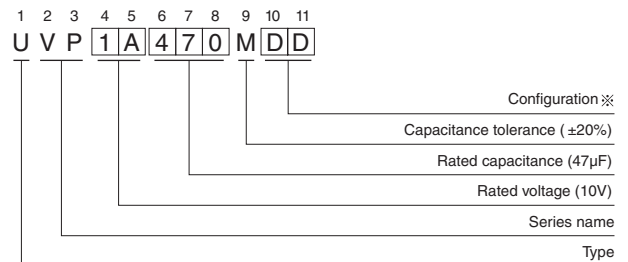 1 2 3 4 5 6 7 8 9 10 11
U V P 1 A 4 7 0 M D D
Configuration ※
Capacitance tolerance ( ±20%)
Rated capacitance (47µF)
Rated voltage (10V)
Series name
Type